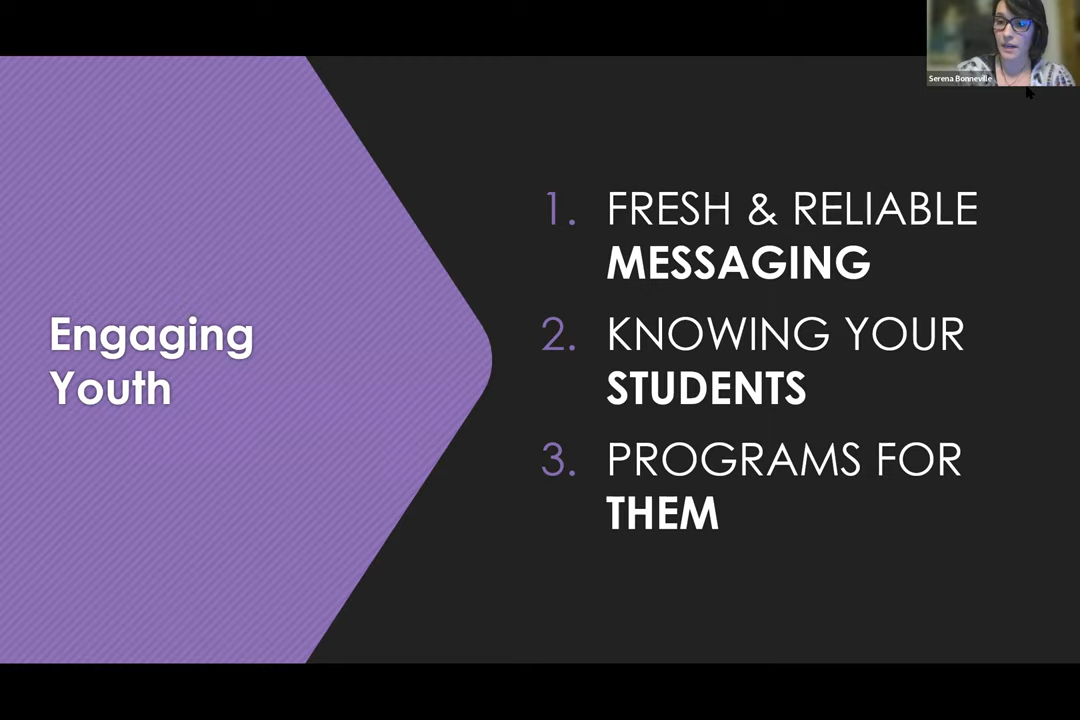 Serena Bonneville
Engaging
Youth
1. FRESH & RELIABLE
MESSAGING
2. KNOWING YOUR
STUDENTS
3. PROGRAMS FOR
THEM